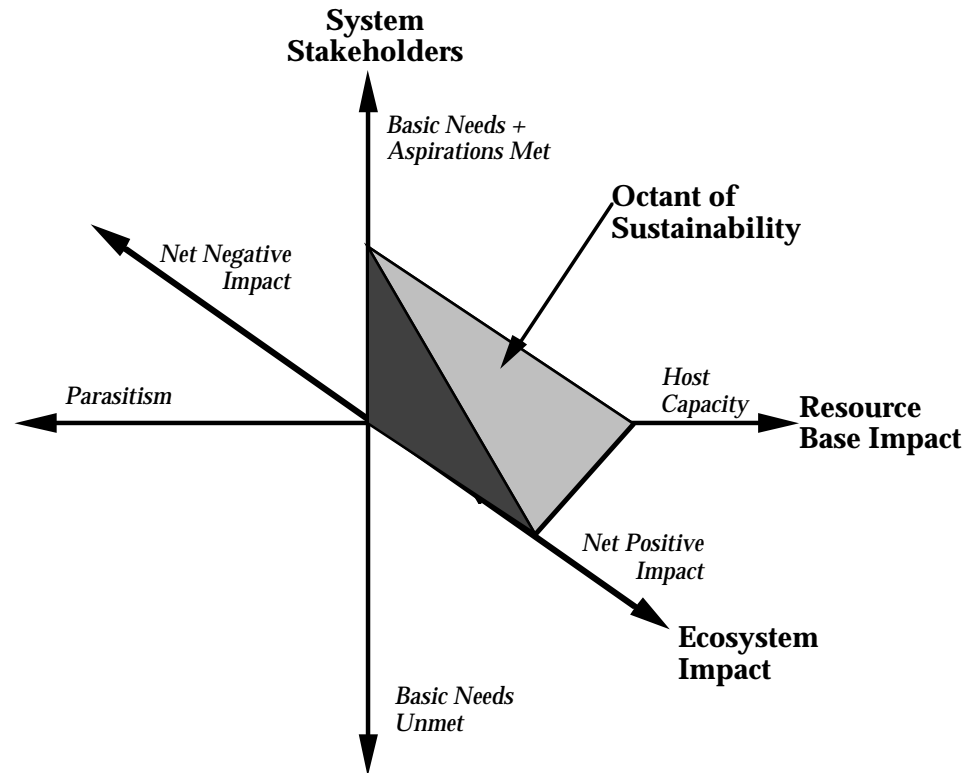 System
Stakeholders
Basic Needs +
Aspirations Met
Octant of
Sustainability
Net Negative
Impact
Parasitism
Host
Capacity
Resource
Base Impact
Net Positive
Impact
Ecosystem
Impact
Basic Needs
Unmet